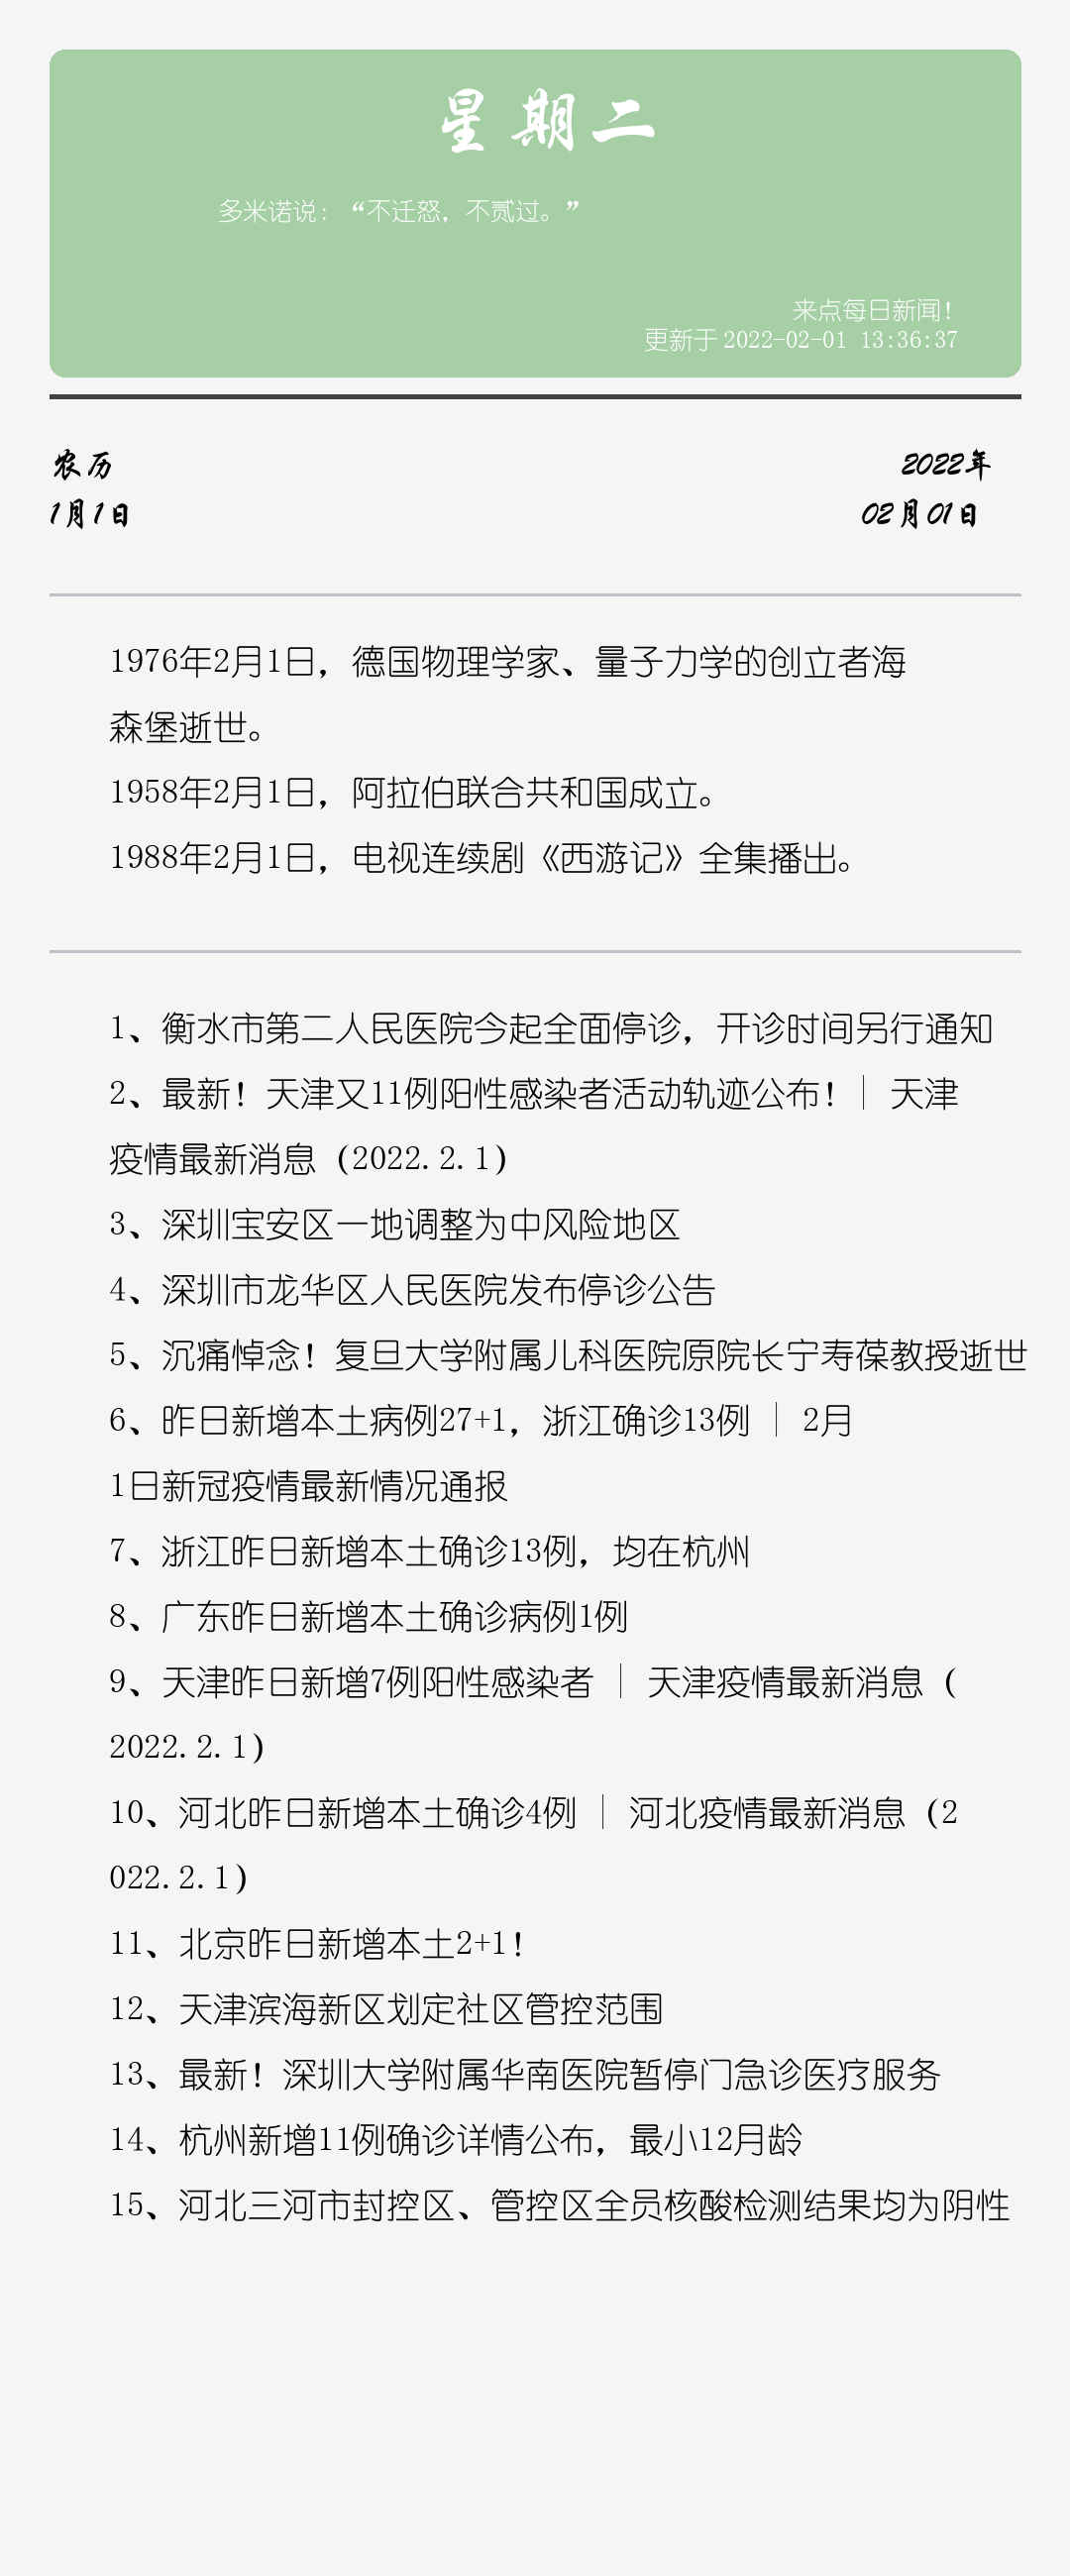 星期二
多米诺说：“不迁怒，不贰过。”
来点每日新闻！
更新于 2022-02-01 13:36:37
农历
2022年
1月1日
02月01日
1976年2月1日，德国物理学家、量子力学的创立者海
森堡逝世。
1958年2月1日，阿拉伯联合共和国成立。
1988年2月1日，电视连续剧《西游记》全集播出。
1、衡水市第二人民医院今起全面停诊，开诊时间另行通知
2、最新！天津又11例阳性感染者活动轨迹公布！｜ 天津
疫情最新消息（2022.2.1）
3、深圳宝安区一地调整为中风险地区
4、深圳市龙华区人民医院发布停诊公告
5、沉痛悼念！复旦大学附属儿科医院原院长宁寿葆教授逝世
6、昨日新增本土病例27+1，浙江确诊13例 ｜ 2月
1日新冠疫情最新情况通报
7、浙江昨日新增本土确诊13例，均在杭州
8、广东昨日新增本土确诊病例1例
9、天津昨日新增7例阳性感染者 ｜ 天津疫情最新消息（
2022.2.1）
10、河北昨日新增本土确诊4例 ｜ 河北疫情最新消息（2
022.2.1）
11、北京昨日新增本土2+1！
12、天津滨海新区划定社区管控范围
13、最新！深圳大学附属华南医院暂停门急诊医疗服务
14、杭州新增11例确诊详情公布，最小12月龄
15、河北三河市封控区、管控区全员核酸检测结果均为阴性